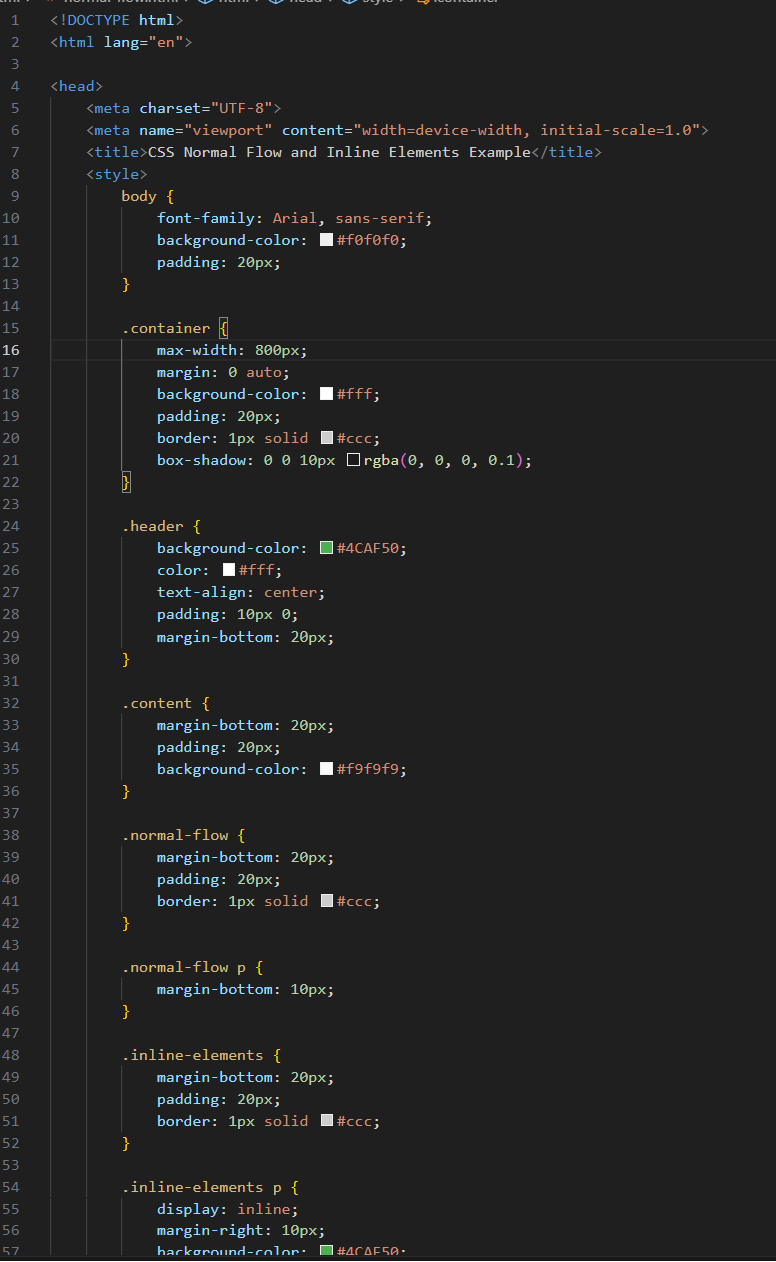 normal-flow.html > html > head > style > .container
1 <!DOCTYPE html>
2 <html lang="en">
3
4 <head>
5     <meta charset="UTF-8">
6     <meta name="viewport" content="width=device-width, initial-scale=1.0">
7     <title>CSS Normal Flow and Inline Elements Example</title>
8     <style>
9         body {
10             font-family: Arial, sans-serif;
11             background-color: #f0f0f0;
12             padding: 20px;
13         }
14
15         .container {
16             max-width: 800px;
17             margin: 0 auto;
18             background-color: #fff;
19             padding: 20px;
20             border: 1px solid #ccc;
21             box-shadow: 0 0 10px rgba(0, 0, 0, 0.1);
22         }
23
24         .header {
25             background-color: #4CAF50;
26             color: #fff;
27             text-align: center;
28             padding: 10px 0;
29             margin-bottom: 20px;
30         }
31
32         .content {
33             margin-bottom: 20px;
34             padding: 20px;
35             background-color: #f9f9f9;
36         }
37
38         .normal-flow {
39             margin-bottom: 20px;
40             padding: 20px;
41             border: 1px solid #ccc;
42         }
43
44         .normal-flow p {
45             margin-bottom: 10px;
46         }
47
48         .inline-elements {
49             margin-bottom: 20px;
50             padding: 20px;
51             border: 1px solid #ccc;
52         }
53
54         .inline-elements p {
55             display: inline;
56             margin-right: 10px;
57             background-color: #4CAF50;